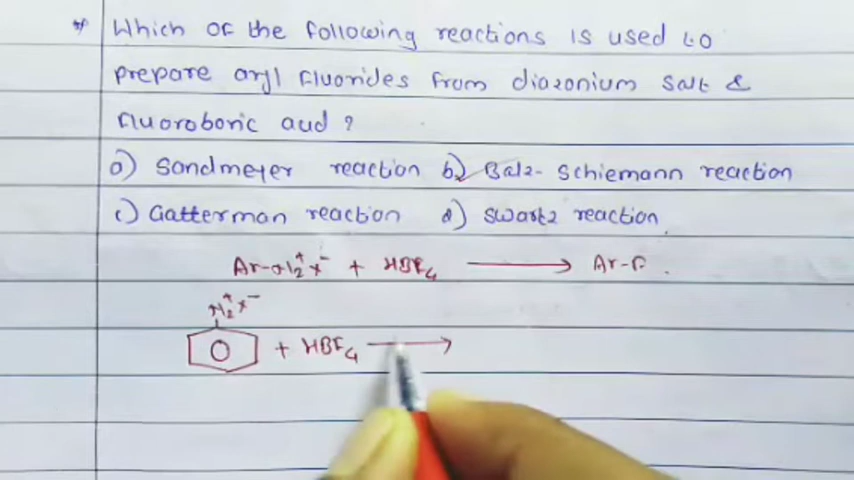 * Which of the following reactions is used to
prepare aryl fluorides from diazonium salt &
fluoroboric acid ?
a) Sandmeyer reaction b) Balz- Schiemann reaction
c) Gatterman reaction d) Swartz reaction
Ar-N₂⁺X⁻ + HBF₄ ⟶ Ar-F.
N₂⁺X⁻
+ HBF₄ ⟶